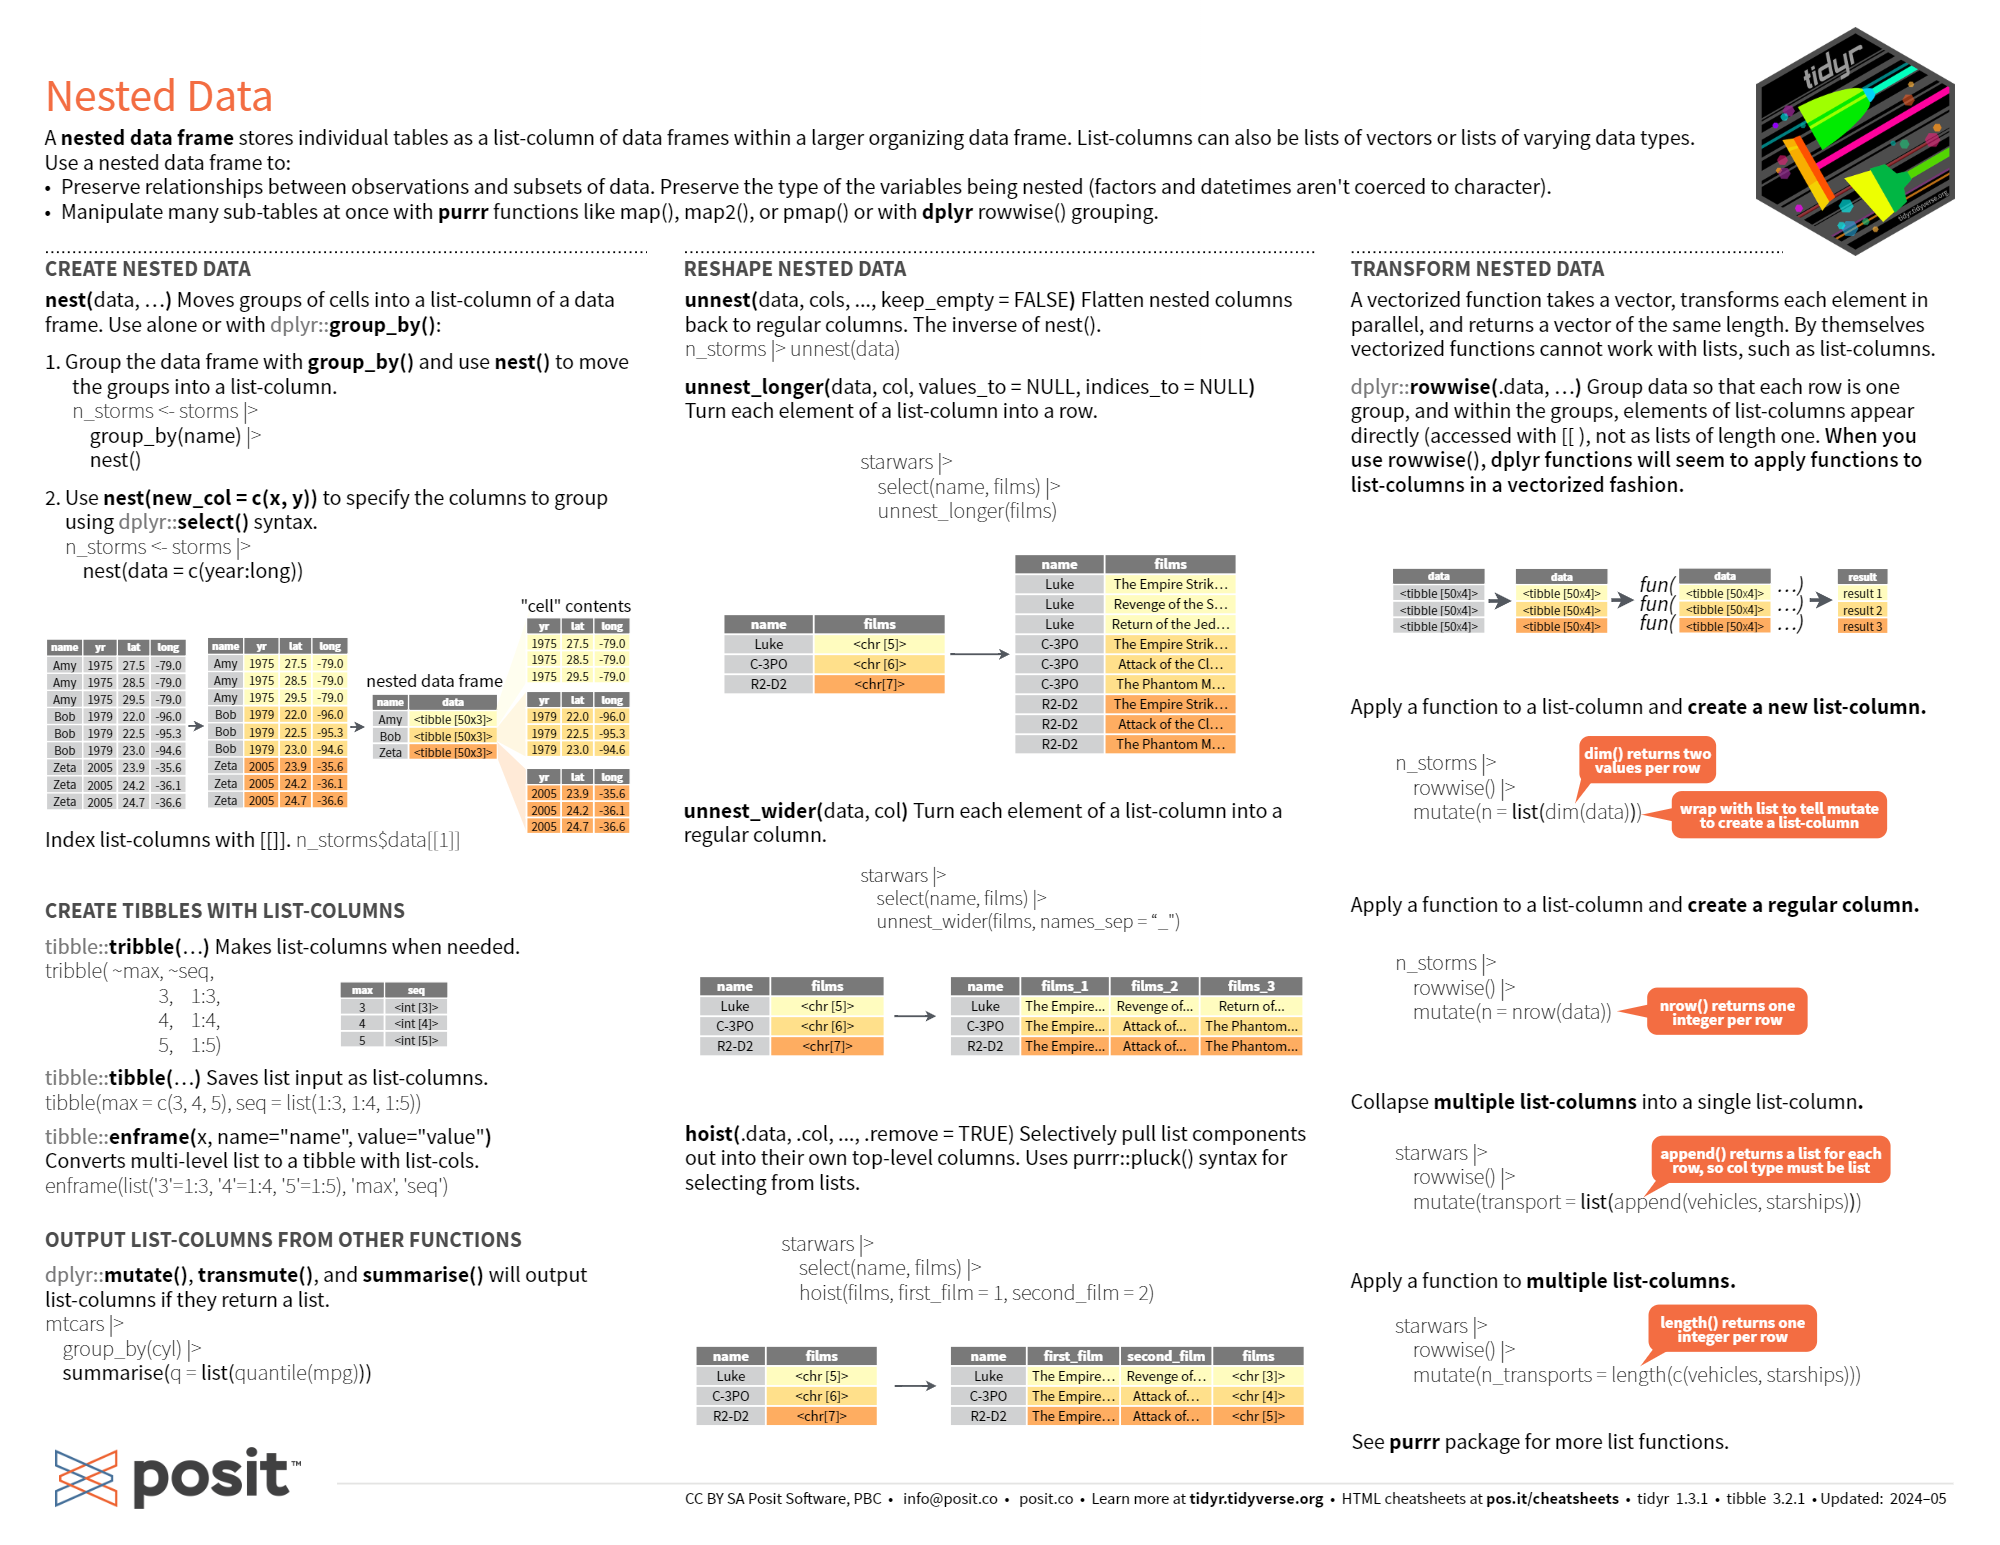 Nested Data
A nested data frame stores individual tables as a list-column of data frames within a larger organizing data frame. List-columns can also be lists of vectors or lists of varying data types.
Use a nested data frame to:
• Preserve relationships between observations and subsets of data. Preserve the type of the variables being nested (factors and datetimes aren't coerced to character).
• Manipulate many sub-tables at once with purrr functions like map(), map2(), or pmap() or with dplyr rowwise() grouping.
tidyr
tidyr.tidyverse.org
CREATE NESTED DATA
nest(data, …) Moves groups of cells into a list-column of a data
frame. Use alone or with dplyr::group_by():
1. Group the data frame with group_by() and use nest() to move
the groups into a list-column.
n_storms <- storms |>
group_by(name) |>
nest()
2. Use nest(new_col = c(x, y)) to specify the columns to group
using dplyr::select() syntax.
n_storms <- storms |>
nest(data = c(year:long))
name yr lat long
Amy 1975 27.5 -79.0
Amy 1975 28.5 -79.0
Amy 1975 29.5 -79.0
Bob 1979 22.0 -96.0
Bob 1979 22.5 -95.3
Bob 1979 23.0 -94.6
Zeta 2005 23.9 -35.6
Zeta 2005 24.2 -36.1
Zeta 2005 24.7 -36.6
name yr lat long
Amy 1975 27.5 -79.0
Amy 1975 28.5 -79.0
Amy 1975 29.5 -79.0
Bob 1979 22.0 -96.0
Bob 1979 22.5 -95.3
Bob 1979 23.0 -94.6
Zeta 2005 23.9 -35.6
Zeta 2005 24.2 -36.1
Zeta 2005 24.7 -36.6
nested data frame
name data
Amy <tibble [50x3]>
Bob <tibble [50x3]>
Zeta <tibble [50x3]>
"cell" contents
yr lat long
1975 27.5 -79.0
1975 28.5 -79.0
1975 29.5 -79.0
yr lat long
1979 22.0 -96.0
1979 22.5 -95.3
1979 23.0 -94.6
yr lat long
2005 23.9 -35.6
2005 24.2 -36.1
2005 24.7 -36.6
Index list-columns with [[]]. n_storms$data[[1]]
CREATE TIBBLES WITH LIST-COLUMNS
tibble::tribble(…) Makes list-columns when needed.
tribble( ~max, ~seq,
3, 1:3,
4, 1:4,
5, 1:5)
max seq
3 <int [3]>
4 <int [4]>
5 <int [5]>
tibble::tibble(…) Saves list input as list-columns.
tibble(max = c(3, 4, 5), seq = list(1:3, 1:4, 1:5))
tibble::enframe(x, name="name", value="value")
Converts multi-level list to a tibble with list-cols.
enframe(list('3'=1:3, '4'=1:4, '5'=1:5), 'max', 'seq')
OUTPUT LIST-COLUMNS FROM OTHER FUNCTIONS
dplyr::mutate(), transmute(), and summarise() will output
list-columns if they return a list.
mtcars |>
group_by(cyl) |>
summarise(q = list(quantile(mpg)))
RESHAPE NESTED DATA
unnest(data, cols, ..., keep_empty = FALSE) Flatten nested columns
back to regular columns. The inverse of nest().
n_storms |> unnest(data)
unnest_longer(data, col, values_to = NULL, indices_to = NULL)
Turn each element of a list-column into a row.
starwars |>
select(name, films) |>
unnest_longer(films)
name films
Luke <chr [5]>
C-3PO <chr [6]>
R2-D2 <chr[7]>
name films
Luke The Empire Strik…
Luke Revenge of the S…
Luke Return of the Jed…
C-3PO The Empire Strik…
C-3PO Attack of the Cl…
C-3PO The Phantom M…
R2-D2 The Empire Strik…
R2-D2 Attack of the Cl…
R2-D2 The Phantom M…
unnest_wider(data, col) Turn each element of a list-column into a
regular column.
starwars |>
select(name, films) |>
unnest_wider(films, names_sep = “_")
name films
Luke <chr [5]>
C-3PO <chr [6]>
R2-D2 <chr[7]>
name films_1 films_2 films_3
Luke The Empire... Revenge of... Return of...
C-3PO The Empire... Attack of... The Phantom...
R2-D2 The Empire... Attack of... The Phantom...
hoist(.data, .col, ..., .remove = TRUE) Selectively pull list components
out into their own top-level columns. Uses purrr::pluck() syntax for
selecting from lists.
starwars |>
select(name, films) |>
hoist(films, first_film = 1, second_film = 2)
name films
Luke <chr [5]>
C-3PO <chr [6]>
R2-D2 <chr[7]>
name first_film second_film films
Luke The Empire… Revenge of… <chr [3]>
C-3PO The Empire… Attack of… <chr [4]>
R2-D2 The Empire… Attack of… <chr [5]>
TRANSFORM NESTED DATA
A vectorized function takes a vector, transforms each element in
parallel, and returns a vector of the same length. By themselves
vectorized functions cannot work with lists, such as list-columns.
dplyr::rowwise(.data, …) Group data so that each row is one
group, and within the groups, elements of list-columns appear
directly (accessed with [[ ), not as lists of length one. When you
use rowwise(), dplyr functions will seem to apply functions to
list-columns in a vectorized fashion.
data
<tibble [50x4]>
<tibble [50x4]>
<tibble [50x4]>
data
<tibble [50x4]>
<tibble [50x4]>
<tibble [50x4]>
data
fun( <tibble [50x4]> …)
fun( <tibble [50x4]> …)
fun( <tibble [50x4]> …)
result
result 1
result 2
result 3
Apply a function to a list-column and create a new list-column.
n_storms |>
rowwise() |>
mutate(n = list(dim(data)))
dim() returns two
values per row
wrap with list to tell mutate
to create a list-column
Apply a function to a list-column and create a regular column.
n_storms |>
rowwise() |>
mutate(n = nrow(data))
nrow() returns one
integer per row
Collapse multiple list-columns into a single list-column.
starwars |>
rowwise() |>
mutate(transport = list(append(vehicles, starships)))
append() returns a list for each
row, so col type must be list
Apply a function to multiple list-columns.
starwars |>
rowwise() |>
mutate(n_transports = length(c(vehicles, starships)))
length() returns one
integer per row
See purrr package for more list functions.
posit™
CC BY SA Posit Software, PBC • info@posit.co • posit.co • Learn more at tidyr.tidyverse.org • HTML cheatsheets at pos.it/cheatsheets • tidyr 1.3.1 • tibble 3.2.1 • Updated: 2024–05